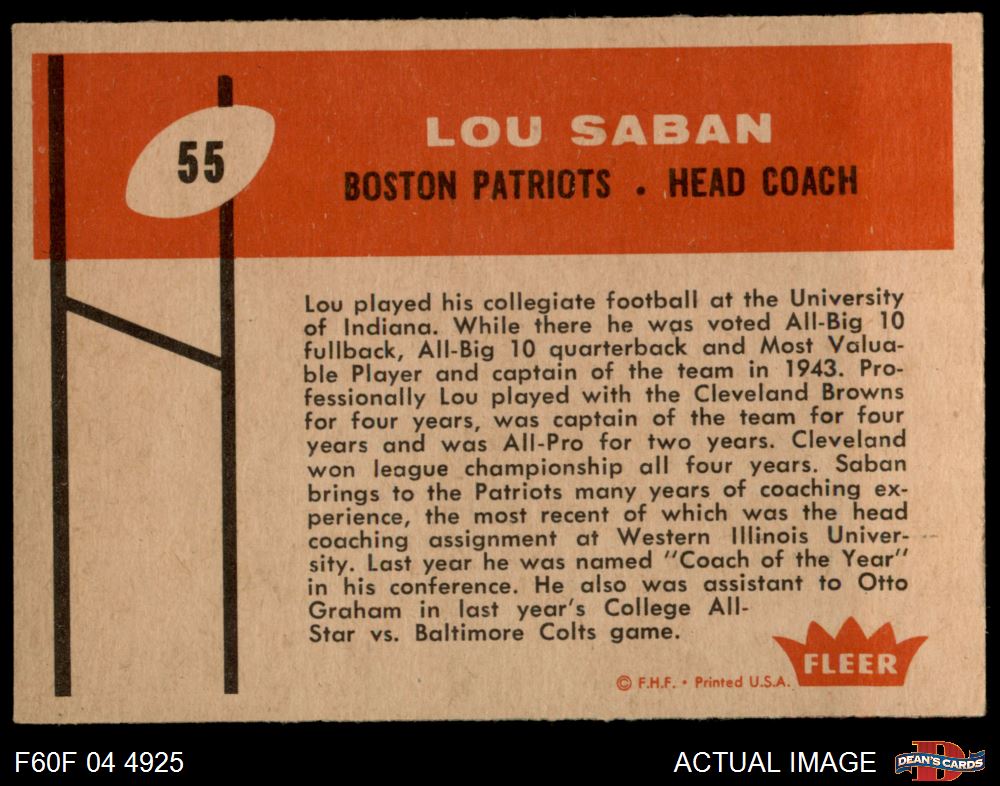 55
LOU SABAN
BOSTON PATRIOTS • HEAD COACH
Lou played his collegiate football at the University
of Indiana. While there he was voted All-Big 10
fullback, All-Big 10 quarterback and Most Valua-
ble Player and captain of the team in 1943. Pro-
fessionally Lou played with the Cleveland Browns
for four years, was captain of the team for four
years and was All-Pro for two years. Cleveland
won league championship all four years. Saban
brings to the Patriots many years of coaching ex-
perience, the most recent of which was the head
coaching assignment at Western Illinois Univer-
sity. Last year he was named "Coach of the Year"
in his conference. He also was assistant to Otto
Graham in last year's College All-
Star vs. Baltimore Colts game.
FLEER
© F.H.F. • Printed U.S.A.
F60F 04 4925
ACTUAL IMAGE
DEAN'S CARDS